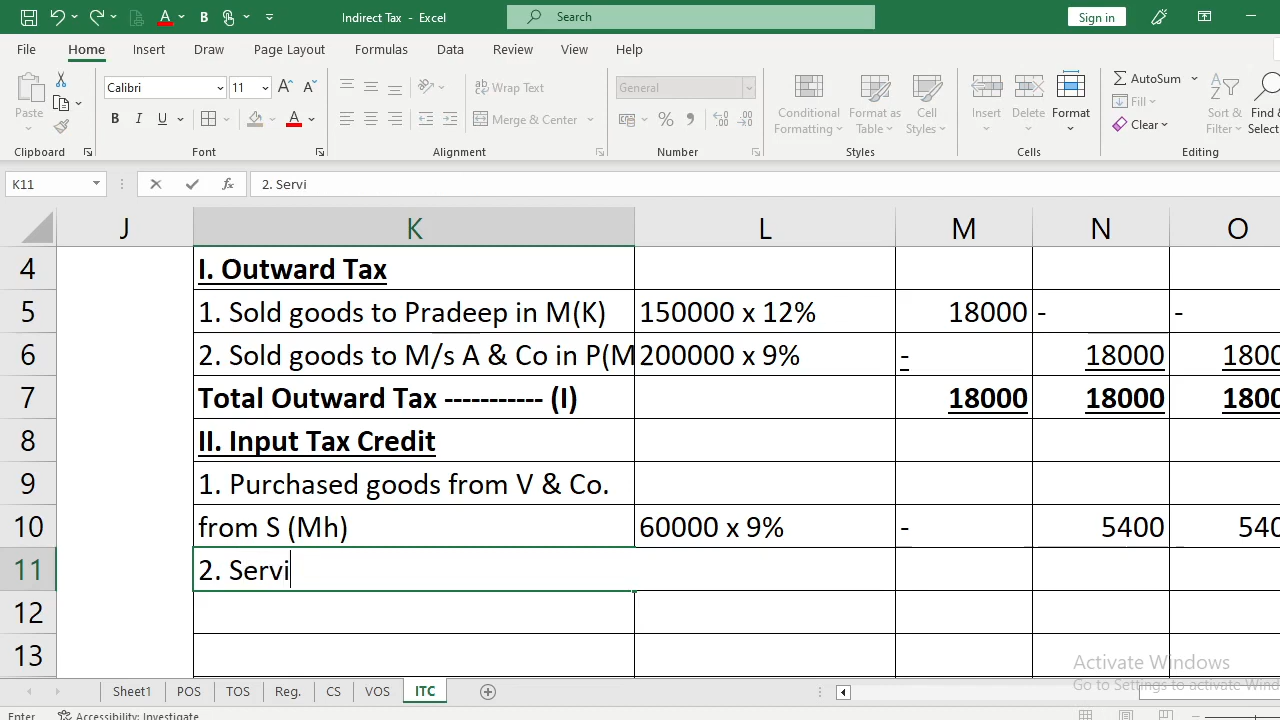 Indirect Tax - Excel
Search
Sign in
File Home Insert Draw Page Layout Formulas Data Review View Help
Calibri 11 Wrap Text General AutoSum
Paste B I U Merge & Center Conditional Formatting Format as Table Cell Styles Insert Delete Format Fill Clear Sort & Filter Find & Select
Clipboard Font Alignment Number Styles Cells Editing
K11 fx 2. Servi
J K L M N O
4 I. Outward Tax
5 1. Sold goods to Pradeep in M(K) 150000 x 12% 18000 - -
6 2. Sold goods to M/s A & Co in P(M 200000 x 9% - 18000 1800
7 Total Outward Tax ----------- (I) 18000 18000 1800
8 II. Input Tax Credit
9 1. Purchased goods from V & Co.
10 from S (Mh) 60000 x 9% - 5400 540
11 2. Servi
12
13
Activate Windows
Go to Settings to activate Wind
Sheet1 POS TOS Reg. CS VOS ITC
Enter Accessibility: Investigate